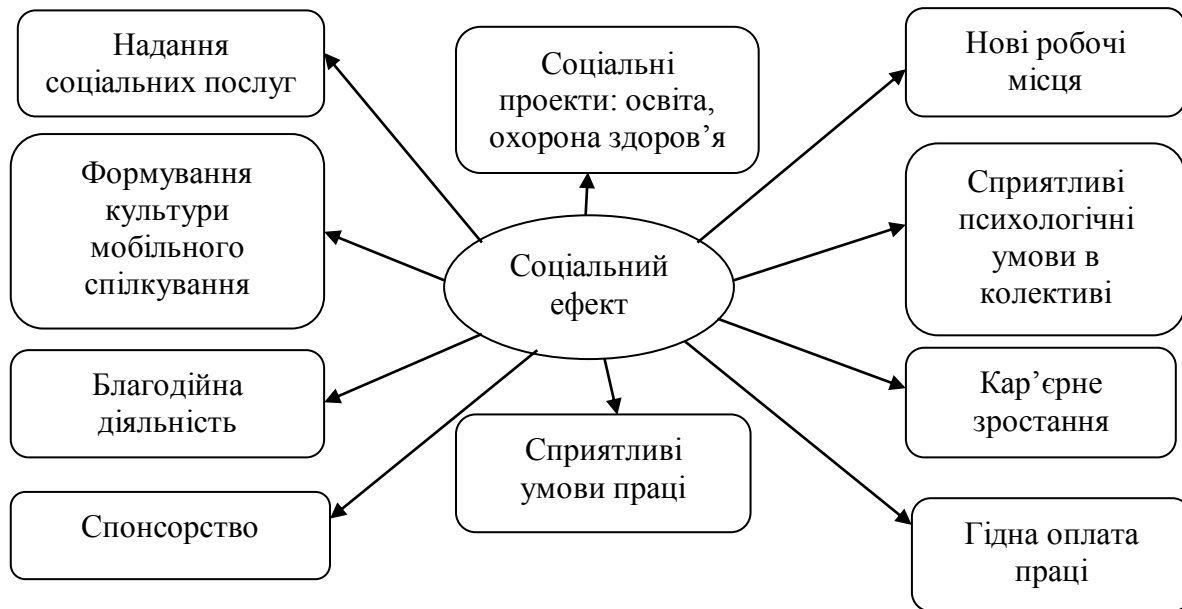 Надання
соціальних послуг
Соціальні
проекти: освіта,
охорона здоров’я
Нові робочі
місця
Формування
культури
мобільного
спілкування
Соціальний
ефект
Сприятливі
психологічні
умови в
колективі
Благодійна
діяльність
Сприятливі
умови праці
Кар’єрне
зростання
Спонсорство
Гідна оплата
праці